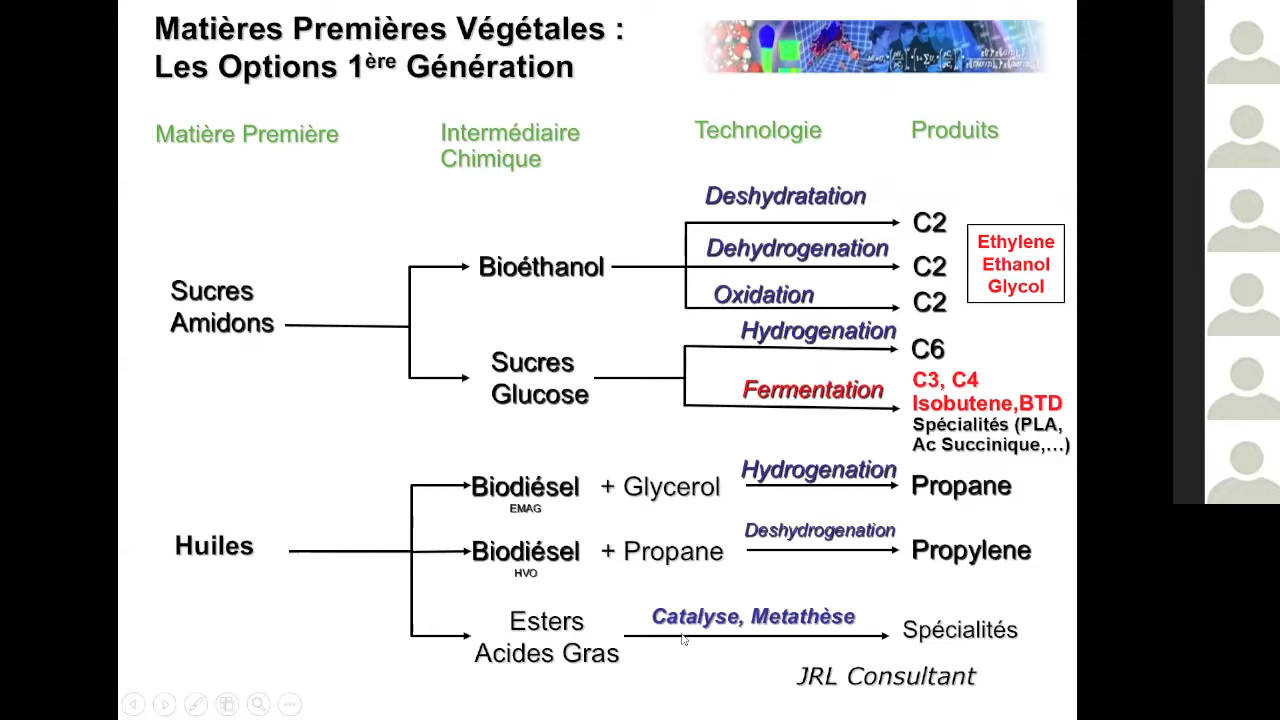 Matières Premières Végétales :
Les Options 1ère Génération
Matière Première
Intermédiaire
Chimique
Technologie
Produits
Sucres
Amidons
Bioéthanol
Deshydratation
C2
Dehydrogenation
C2
Oxidation
C2
Ethylene
Ethanol
Glycol
Sucres
Glucose
Hydrogenation
C6
Fermentation
C3, C4
Isobutene,BTD
Spécialités (PLA,
Ac Succinique,…)
Huiles
Biodiésel + Glycerol
EMAG
Hydrogenation
Propane
Biodiésel + Propane
HVO
Deshydrogenation
Propylene
Esters
Acides Gras
Catalyse, Metathèse
Spécialités
JRL Consultant